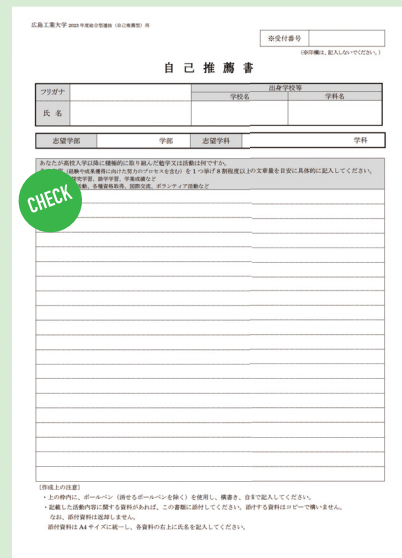 広島工業大学 2023 年度総合型選抜（自己推薦型）用
※受付番号
（※印欄は、記入しないでください。）
自己推薦書
フリガナ
出身学校等
学校名
学科名
氏 名
志望学部
学部
志望学科
学科
あなたが高校入学以降に積極的に取り組んだ勉学又は活動は何ですか。
（経験や成果獲得に向けた努力のプロセスを含む）を 1 つ挙げ 8 割程度以上の文章量を目安に具体的に記入してください。
究学習、語学学習、学業成績など
動、各種資格取得、国際交流、ボランティア活動など
CHECK
［作成上の注意］
・上の枠内に、ボールペン（消せるボールペンを除く）を使用し、横書き、自筆で記入してください。
・記載した活動内容に関する資料があれば、この書類に添付してください。添付する資料はコピーで構いません。
なお、添付資料は返却しません。
添付資料は A4 サイズに統一し、各資料の右上に氏名を記入してください。